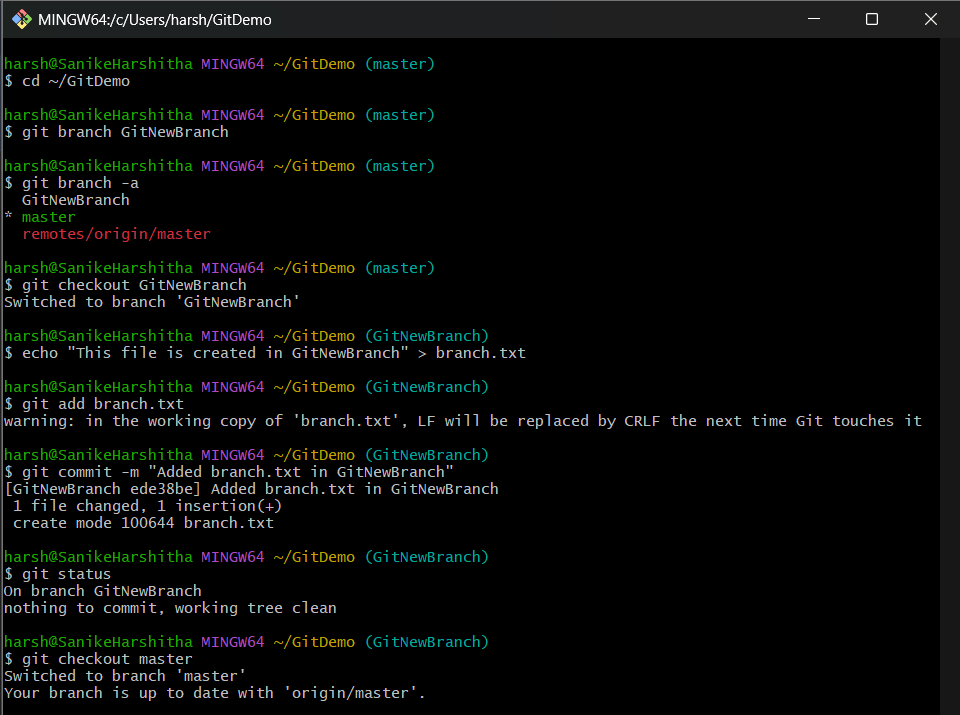 MINGW64:/c/Users/harsh/GitDemo
harsh@SanikeHarshitha MINGW64 ~/GitDemo (master)
$ cd ~/GitDemo
harsh@SanikeHarshitha MINGW64 ~/GitDemo (master)
$ git branch GitNewBranch
harsh@SanikeHarshitha MINGW64 ~/GitDemo (master)
$ git branch -a
  GitNewBranch
* master
  remotes/origin/master
harsh@SanikeHarshitha MINGW64 ~/GitDemo (master)
$ git checkout GitNewBranch
Switched to branch 'GitNewBranch'
harsh@SanikeHarshitha MINGW64 ~/GitDemo (GitNewBranch)
$ echo "This file is created in GitNewBranch" > branch.txt
harsh@SanikeHarshitha MINGW64 ~/GitDemo (GitNewBranch)
$ git add branch.txt
warning: in the working copy of 'branch.txt', LF will be replaced by CRLF the next time Git touches it
harsh@SanikeHarshitha MINGW64 ~/GitDemo (GitNewBranch)
$ git commit -m "Added branch.txt in GitNewBranch"
[GitNewBranch ede38be] Added branch.txt in GitNewBranch
 1 file changed, 1 insertion(+)
 create mode 100644 branch.txt
harsh@SanikeHarshitha MINGW64 ~/GitDemo (GitNewBranch)
$ git status
On branch GitNewBranch
nothing to commit, working tree clean
harsh@SanikeHarshitha MINGW64 ~/GitDemo (GitNewBranch)
$ git checkout master
Switched to branch 'master'
Your branch is up to date with 'origin/master'.